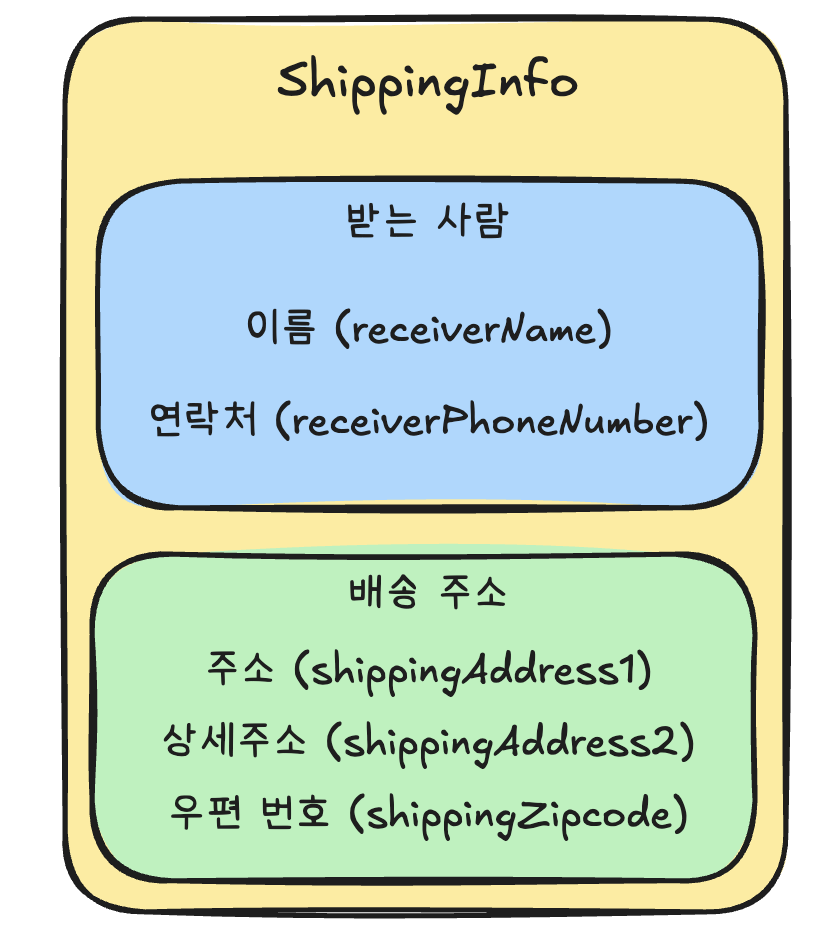 ShippingInfo
받는 사람
이름 (receiverName)
연락처 (receiverPhoneNumber)
배송 주소
주소 (shippingAddress1)
상세주소 (shippingAddress2)
우편 번호 (shippingZipcode)